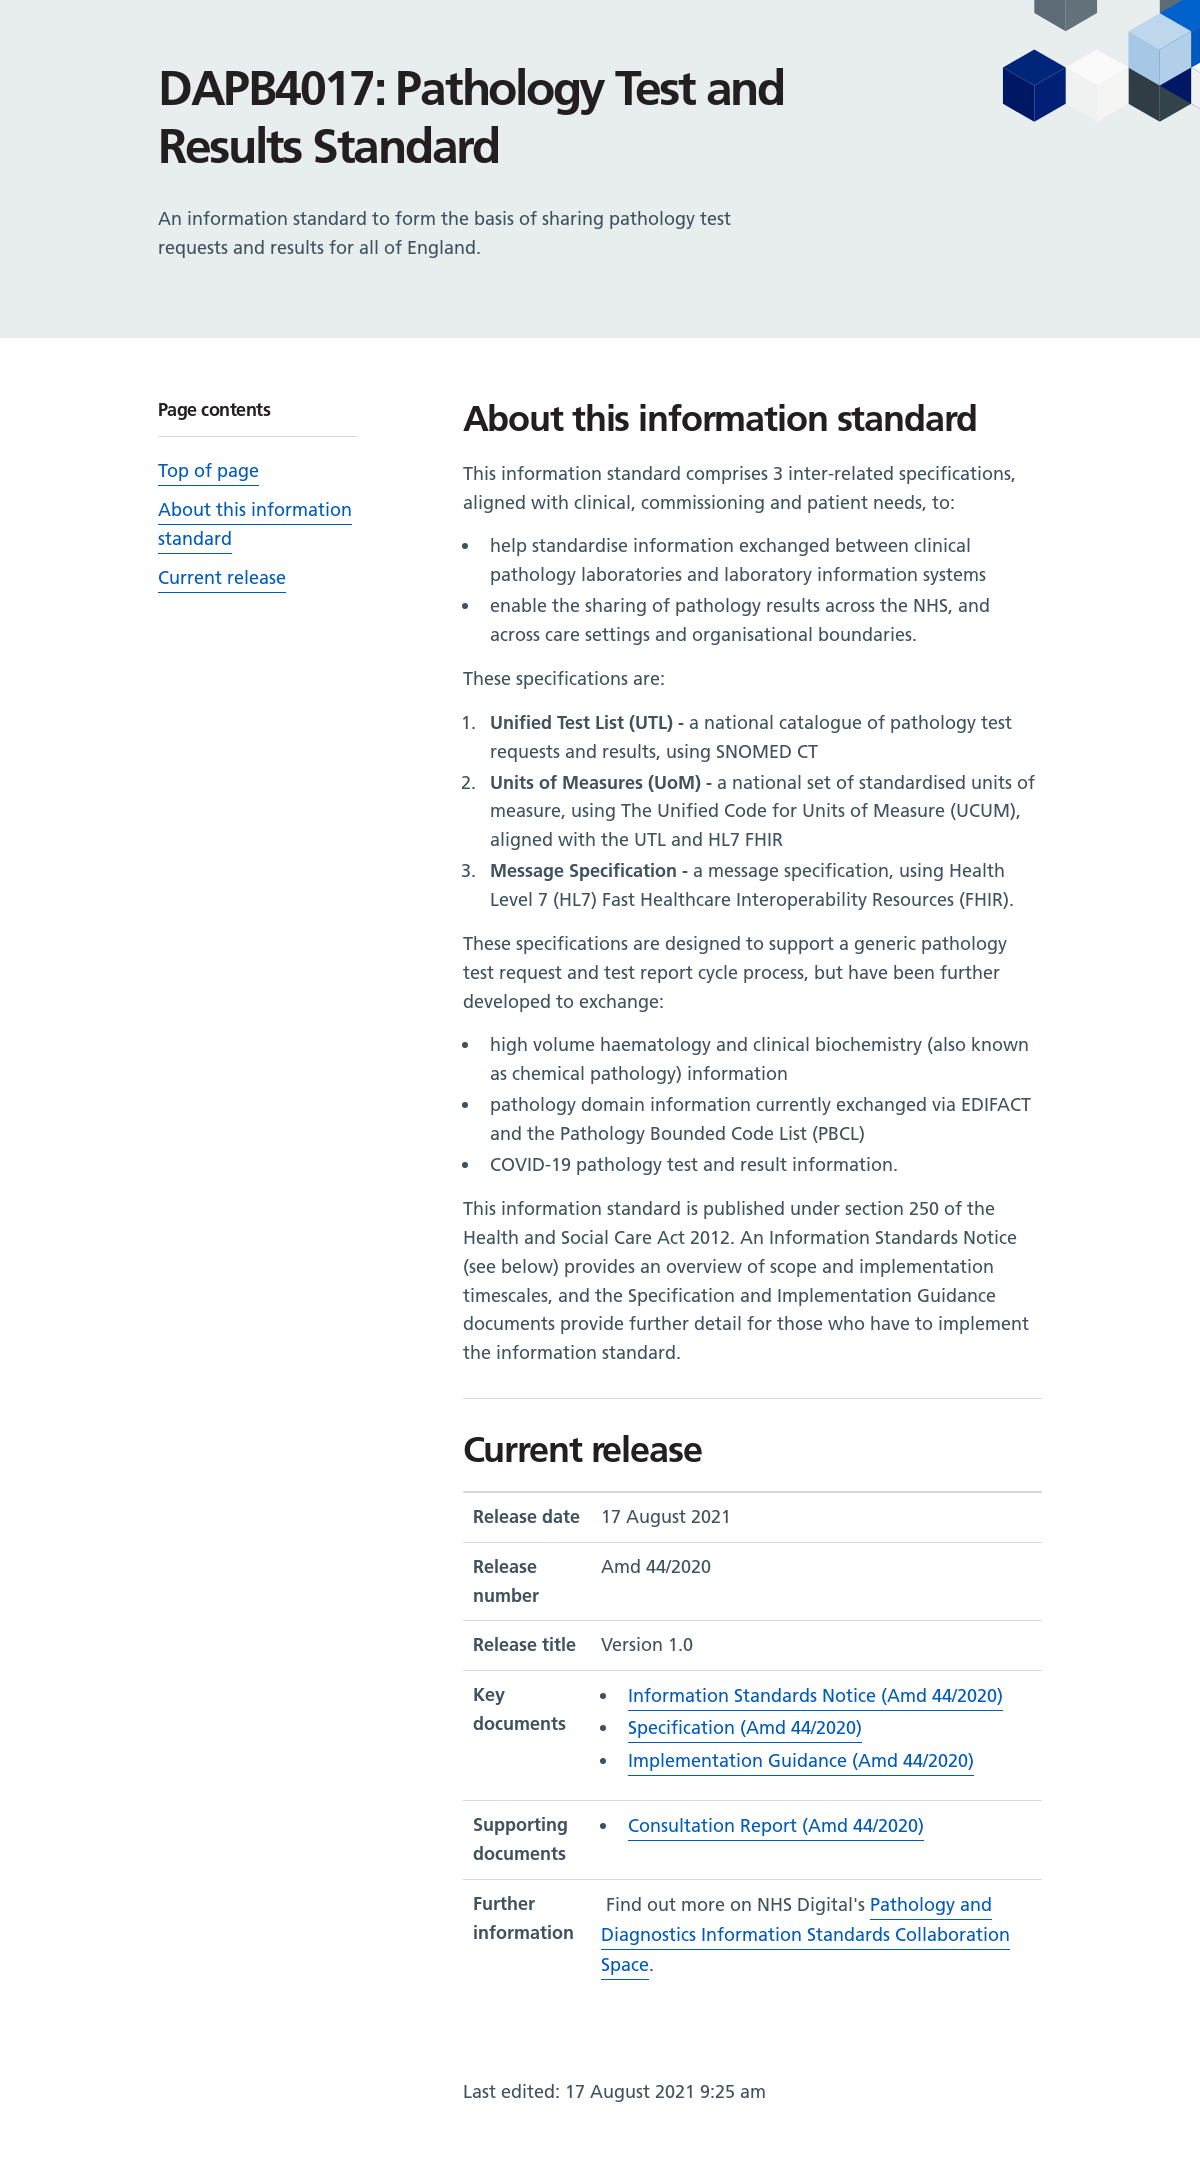 DAPB4017: Pathology Test and
Results Standard
An information standard to form the basis of sharing pathology test
requests and results for all of England.
Page contents
Top of page
About this information
standard
Current release
About this information standard
This information standard comprises 3 inter-related specifications,
aligned with clinical, commissioning and patient needs, to:
• help standardise information exchanged between clinical
pathology laboratories and laboratory information systems
• enable the sharing of pathology results across the NHS, and
across care settings and organisational boundaries.
These specifications are:
1. Unified Test List (UTL) - a national catalogue of pathology test
requests and results, using SNOMED CT
2. Units of Measures (UoM) - a national set of standardised units of
measure, using The Unified Code for Units of Measure (UCUM),
aligned with the UTL and HL7 FHIR
3. Message Specification - a message specification, using Health
Level 7 (HL7) Fast Healthcare Interoperability Resources (FHIR).
These specifications are designed to support a generic pathology
test request and test report cycle process, but have been further
developed to exchange:
• high volume haematology and clinical biochemistry (also known
as chemical pathology) information
• pathology domain information currently exchanged via EDIFACT
and the Pathology Bounded Code List (PBCL)
• COVID-19 pathology test and result information.
This information standard is published under section 250 of the
Health and Social Care Act 2012. An Information Standards Notice
(see below) provides an overview of scope and implementation
timescales, and the Specification and Implementation Guidance
documents provide further detail for those who have to implement
the information standard.
Current release
Release date 17 August 2021
Release Amd 44/2020
number
Release title Version 1.0
Key • Information Standards Notice (Amd 44/2020)
documents • Specification (Amd 44/2020)
• Implementation Guidance (Amd 44/2020)
Supporting • Consultation Report (Amd 44/2020)
documents
Further Find out more on NHS Digital's Pathology and
information Diagnostics Information Standards Collaboration
Space.
Last edited: 17 August 2021 9:25 am